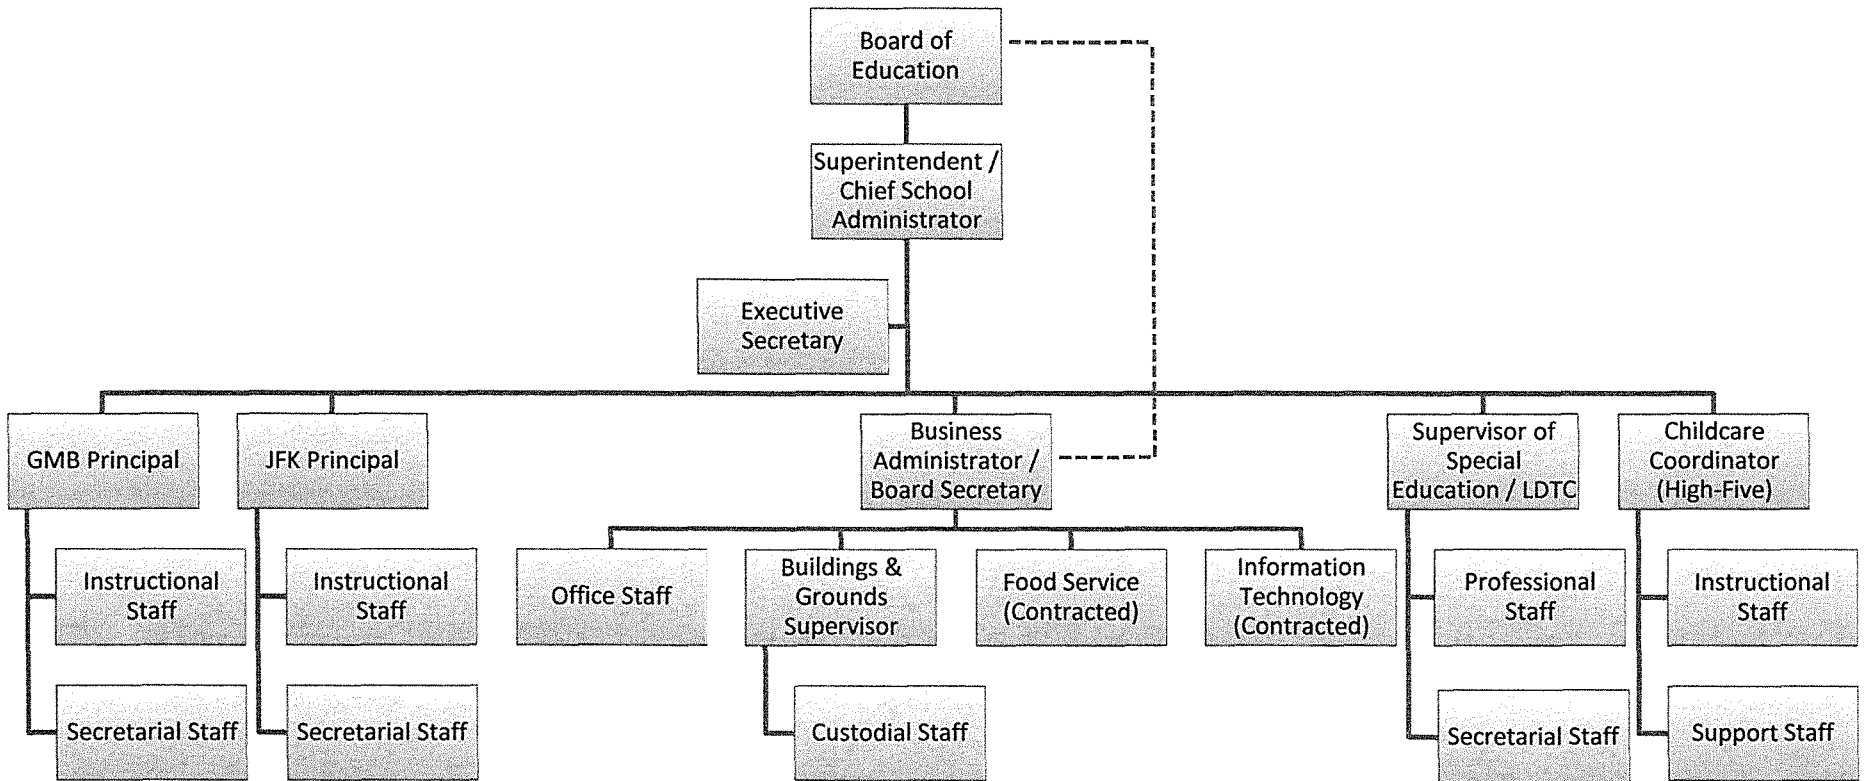 Board of
Education
Superintendent /
Chief School
Administrator
Executive
Secretary
GMB Principal
JFK Principal
Business
Administrator /
Board Secretary
Supervisor of
Special
Education / LDTC
Childcare
Coordinator
(High-Five)
Instructional
Staff
Instructional
Staff
Office Staff
Buildings &
Grounds
Supervisor
Food Service
(Contracted)
Information
Technology
(Contracted)
Professional
Staff
Instructional
Staff
Secretarial Staff
Secretarial Staff
Custodial Staff
Secretarial Staff
Support Staff